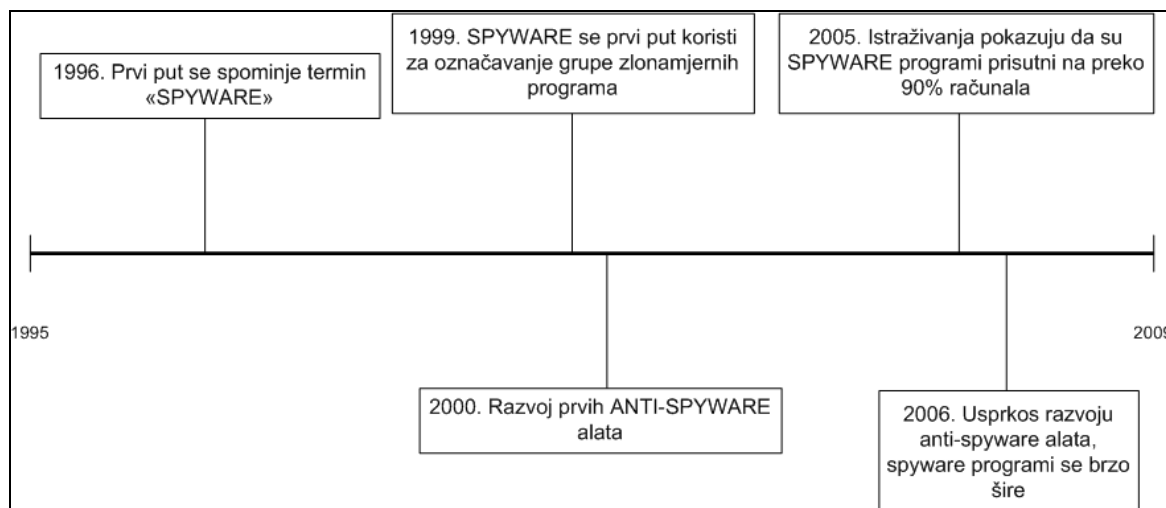 1996. Prvi put se spominje termin
«SPYWARE»
1999. SPYWARE se prvi put koristi
za označavanje grupe zlonamjernih
programa
2005. Istraživanja pokazuju da su
SPYWARE programi prisutni na preko
90% računala
1995
2009
2000. Razvoj prvih ANTI-SPYWARE
alata
2006. Usprkos razvoju
anti-spyware alata,
spyware programi se brzo
šire